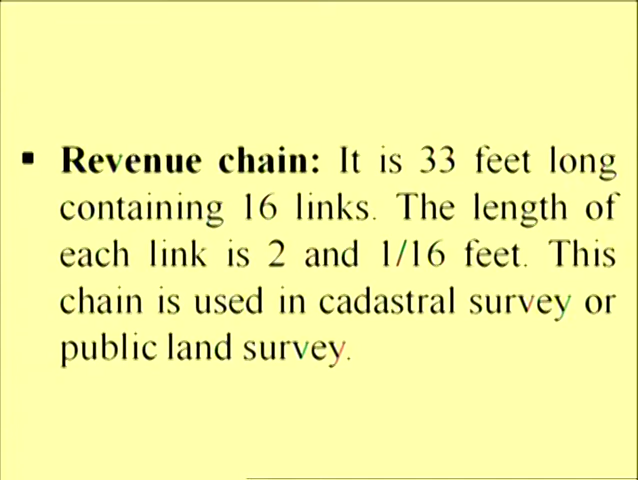 ▪ Revenue chain: It is 33 feet long
containing 16 links. The length of
each link is 2 and 1/16 feet. This
chain is used in cadastral survey or
public land survey.